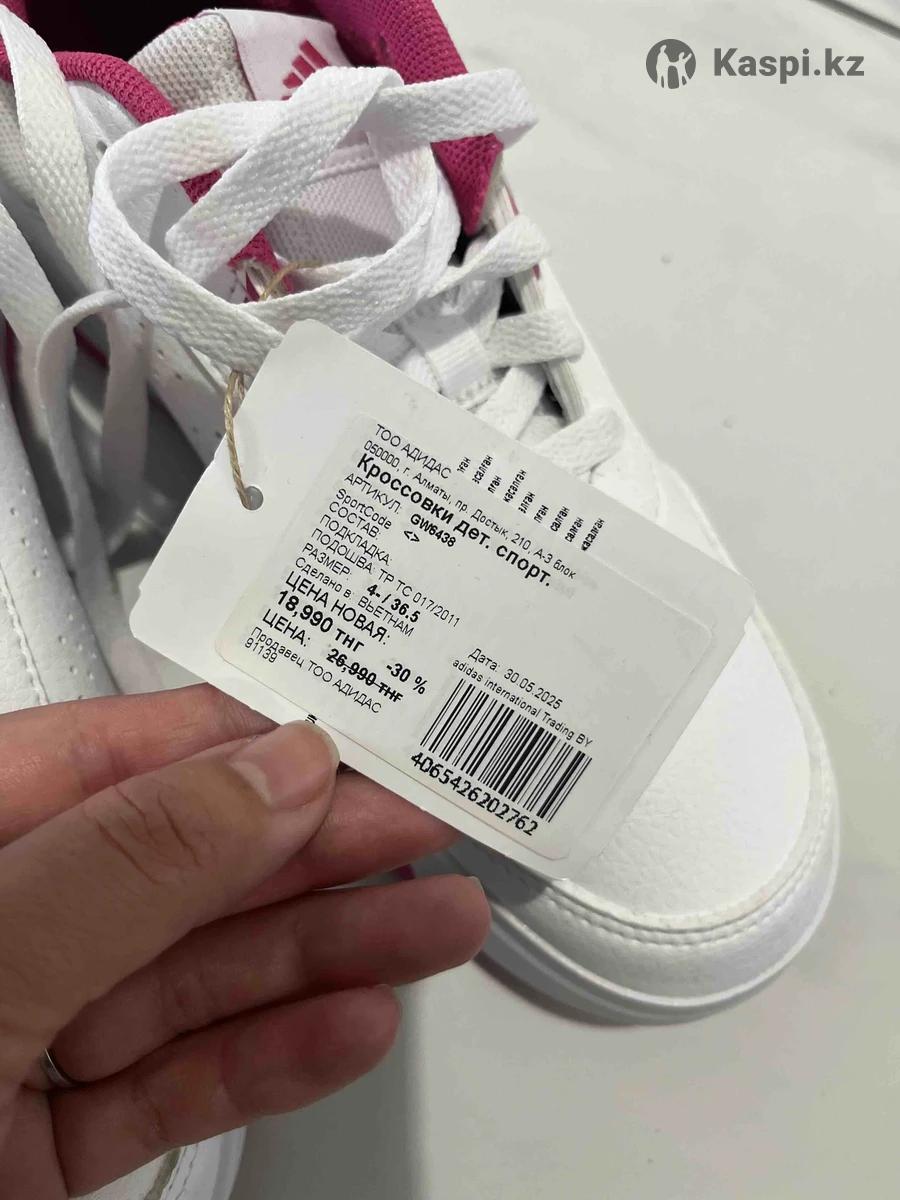 Kaspi.kz
ТОО АДИДАС
050000, г. Алматы, пр. Достык, 210, А-3 блок
Кроссовки дет. спорт.
АРТИКУЛ: GW6438
SportCode <>
СОСТАВ:
ПОДКЛАДКА:
ПОДОШВА: ТР ТС 017/2011
РАЗМЕР: 4- / 36.5
Сделано в: ВЬЕТНАМ
ЦЕНА НОВАЯ:
18,990 ТНГ -30 %
ЦЕНА: 26,990 ТНГ
Продавец ТОО АДИДАС
91139
Дата: 30.05.2025
adidas international Trading BV
4065426202762